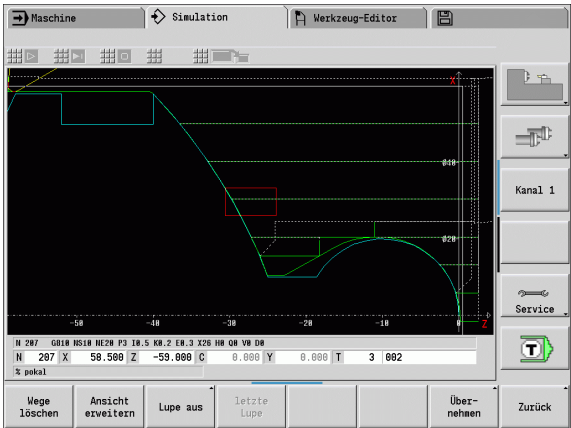 Maschine
Simulation
Werkzeug-Editor
X
ø40
Kanal 1
ø20
-50 -40 -30 -20 -10 0 Z
Service
N 207 G810 NS10 NE20 P3 I0.5 K0.2 E0.3 X26 H0 Q0 V0 D0
N 207 X 58.500 Z -59.000 C 0.000 Y 0.000 T 3 002
% pokal
T
Wege löschen
Ansicht erweitern
Lupe aus
letzte Lupe
Über- nehmen
Zurück